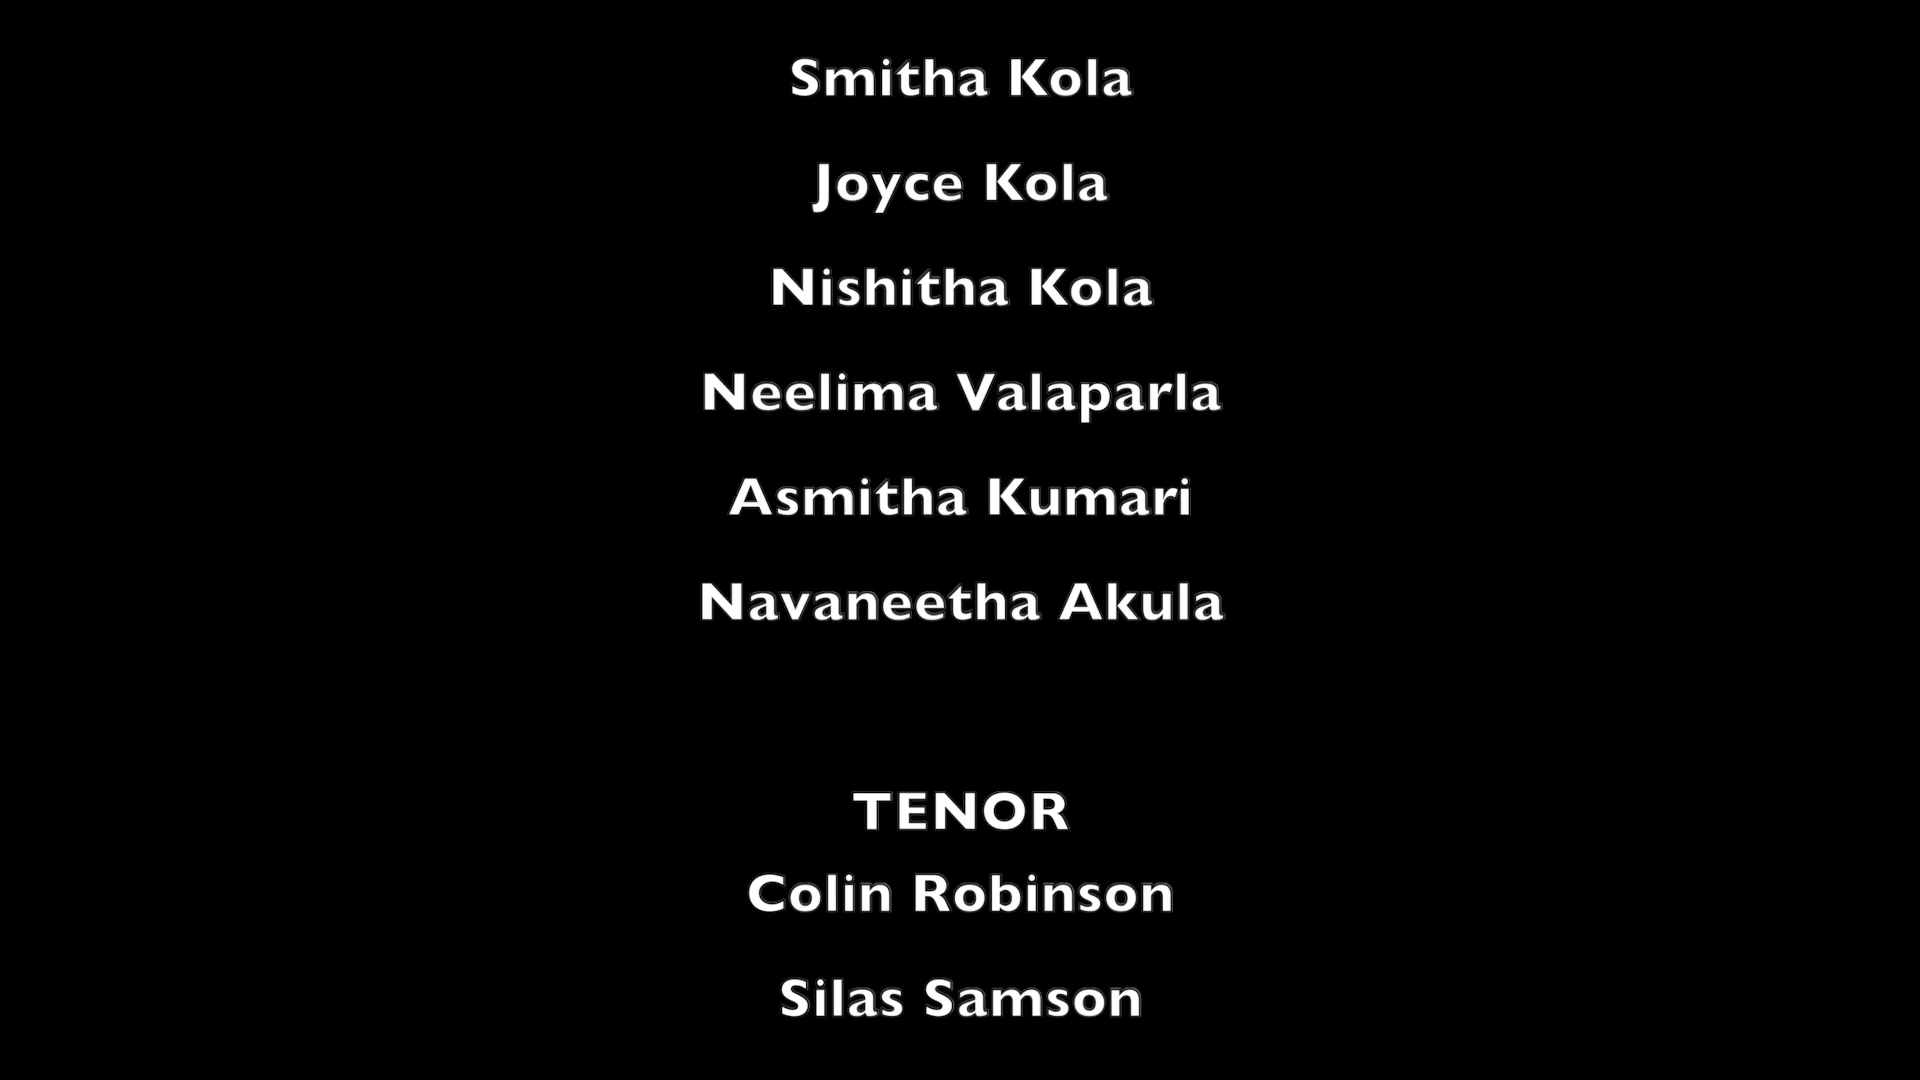 Smitha Kola
Joyce Kola
Nishitha Kola
Neelima Valaparla
Asmitha Kumari
Navaneetha Akula
TENOR
Colin Robinson
Silas Samson